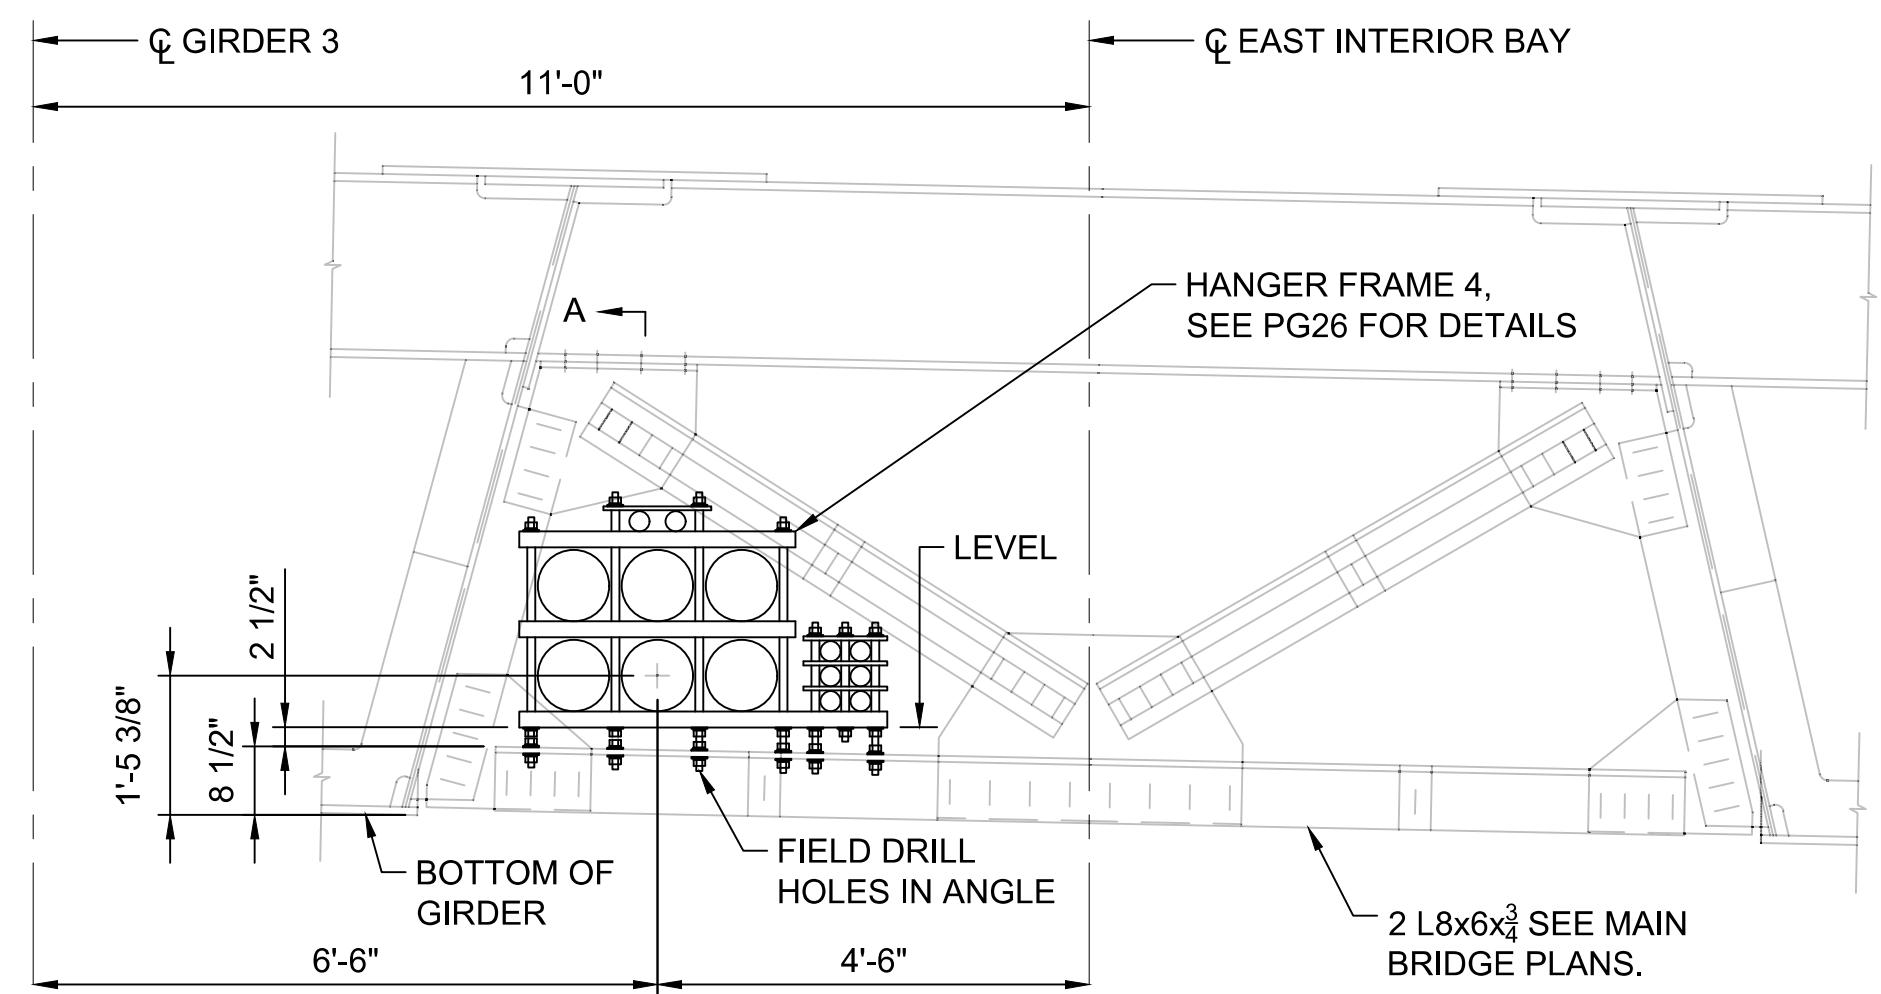 ℄ GIRDER 3
℄ EAST INTERIOR BAY
11'-0"
HANGER FRAME 4,
SEE PG26 FOR DETAILS
A
LEVEL
2 1/2"
1'-5 3/8"
8 1/2"
FIELD DRILL
HOLES IN ANGLE
BOTTOM OF
GIRDER
2 L8x6x3/4 SEE MAIN
BRIDGE PLANS.
6'-6"
4'-6"